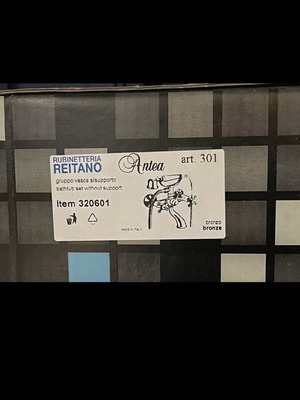 RUBINETTERIA
REITANO
Antea
art. 301
gruppo vasca s/supporto
bathtub set without support
Item 320601
MADE IN ITALY
bronzo
bronze